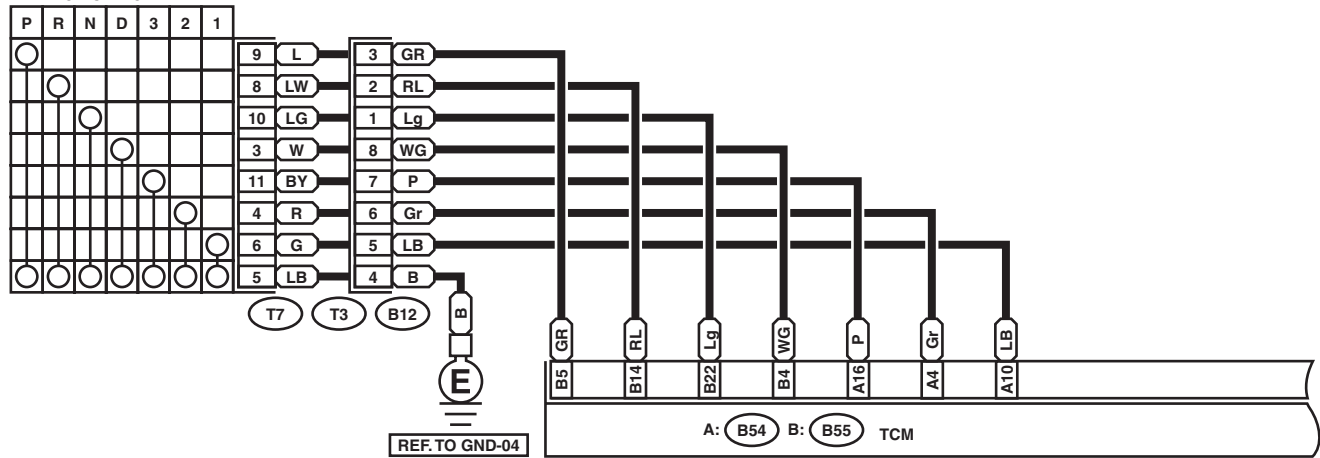 P R N D 3 2 1
9 L 3 GR
8 LW 2 RL
10 LG 1 Lg
3 W 8 WG
11 BY 7 P
4 R 6 Gr
6 G 5 LB
5 LB 4 B
T7 T3 B12
B
GR RL Lg WG P Gr LB
B5 B14 B22 B4 A16 A4 A10
E
A: B54 B: B55 TCM
REF. TO GND-04